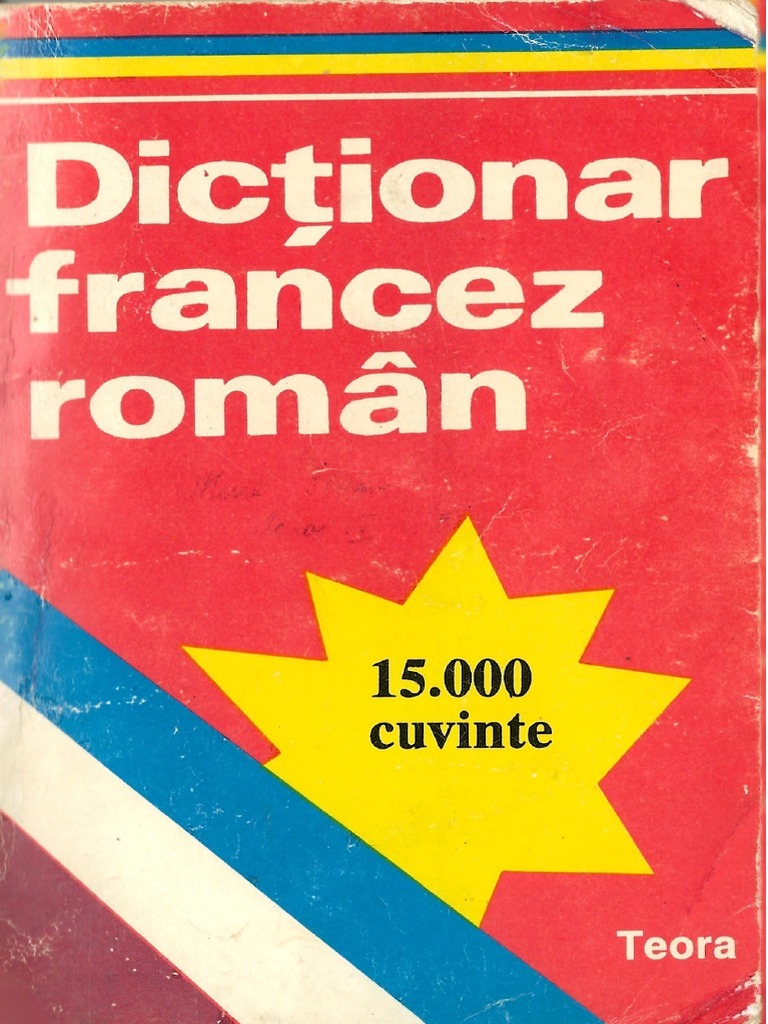 Dicționar
francez
român
15.000
cuvinte
Teora